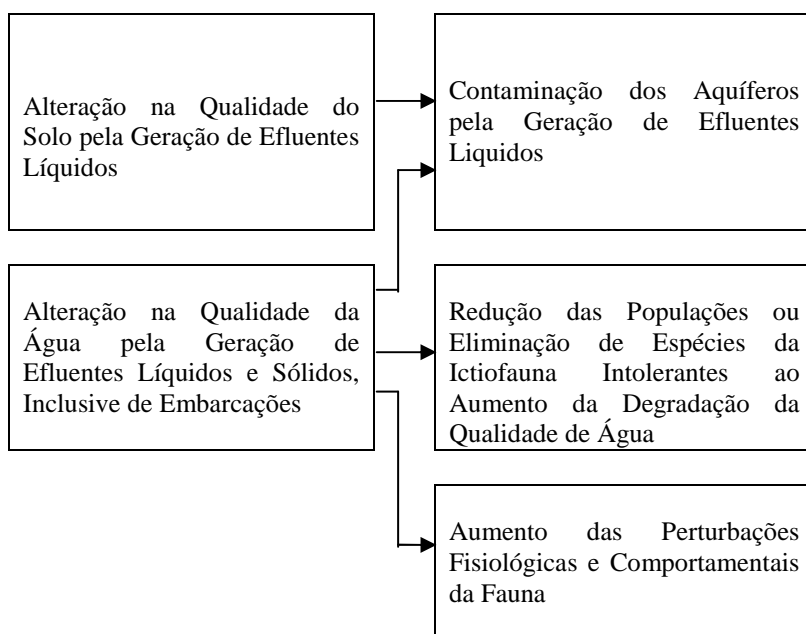 Alteração na Qualidade do
Solo pela Geração de Efluentes
Líquidos
Contaminação dos Aquíferos
pela Geração de Efluentes
Liquidos
Alteração na Qualidade da
Água pela Geração de
Efluentes Líquidos e Sólidos,
Inclusive de Embarcações
Redução das Populações ou
Eliminação de Espécies da
Ictiofauna Intolerantes ao
Aumento da Degradação da
Qualidade de Água
Aumento das Perturbações
Fisiológicas e Comportamentais
da Fauna